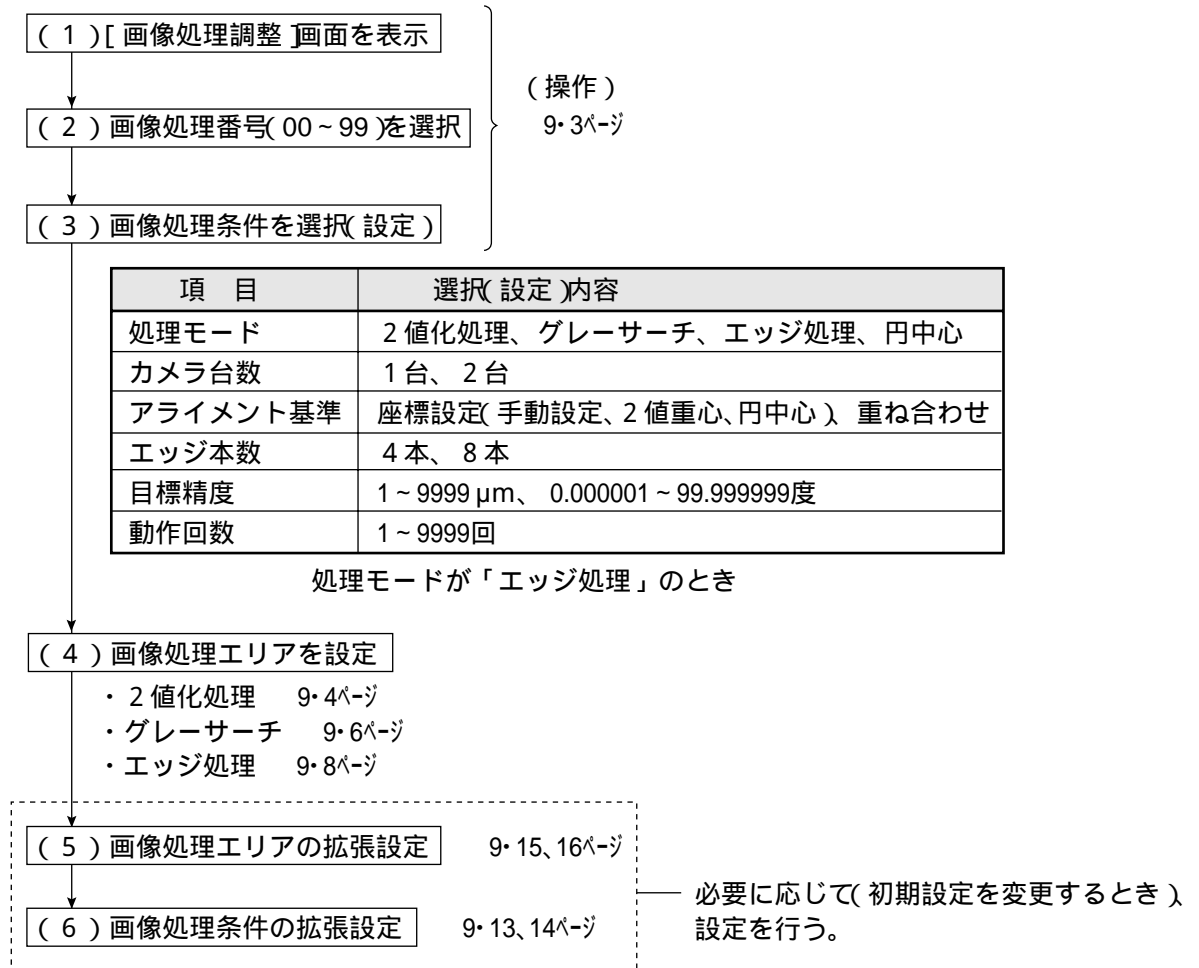 (1)[画像処理調整]画面を表示
(2)画像処理番号(00~99)を選択
(操作)
9・3ページ
(3)画像処理条件を選択(設定)
項 目 選択(設定)内容
処理モード 2値化処理、グレーサーチ、エッジ処理、円中心
カメラ台数 1台、2台
アライメント基準 座標設定(手動設定、2値重心、円中心)、重ね合わせ
エッジ本数 4本、8本
目標精度 1~9999μm、0.000001~99.999999度
動作回数 1~9999回
処理モードが「エッジ処理」のとき
(4)画像処理エリアを設定
・2値化処理 9・4ページ
・グレーサーチ 9・6ページ
・エッジ処理 9・8ページ
(5)画像処理エリアの拡張設定 9・15、16ページ
(6)画像処理条件の拡張設定 9・13、14ページ
必要に応じて(初期設定を変更するとき)、
設定を行う。